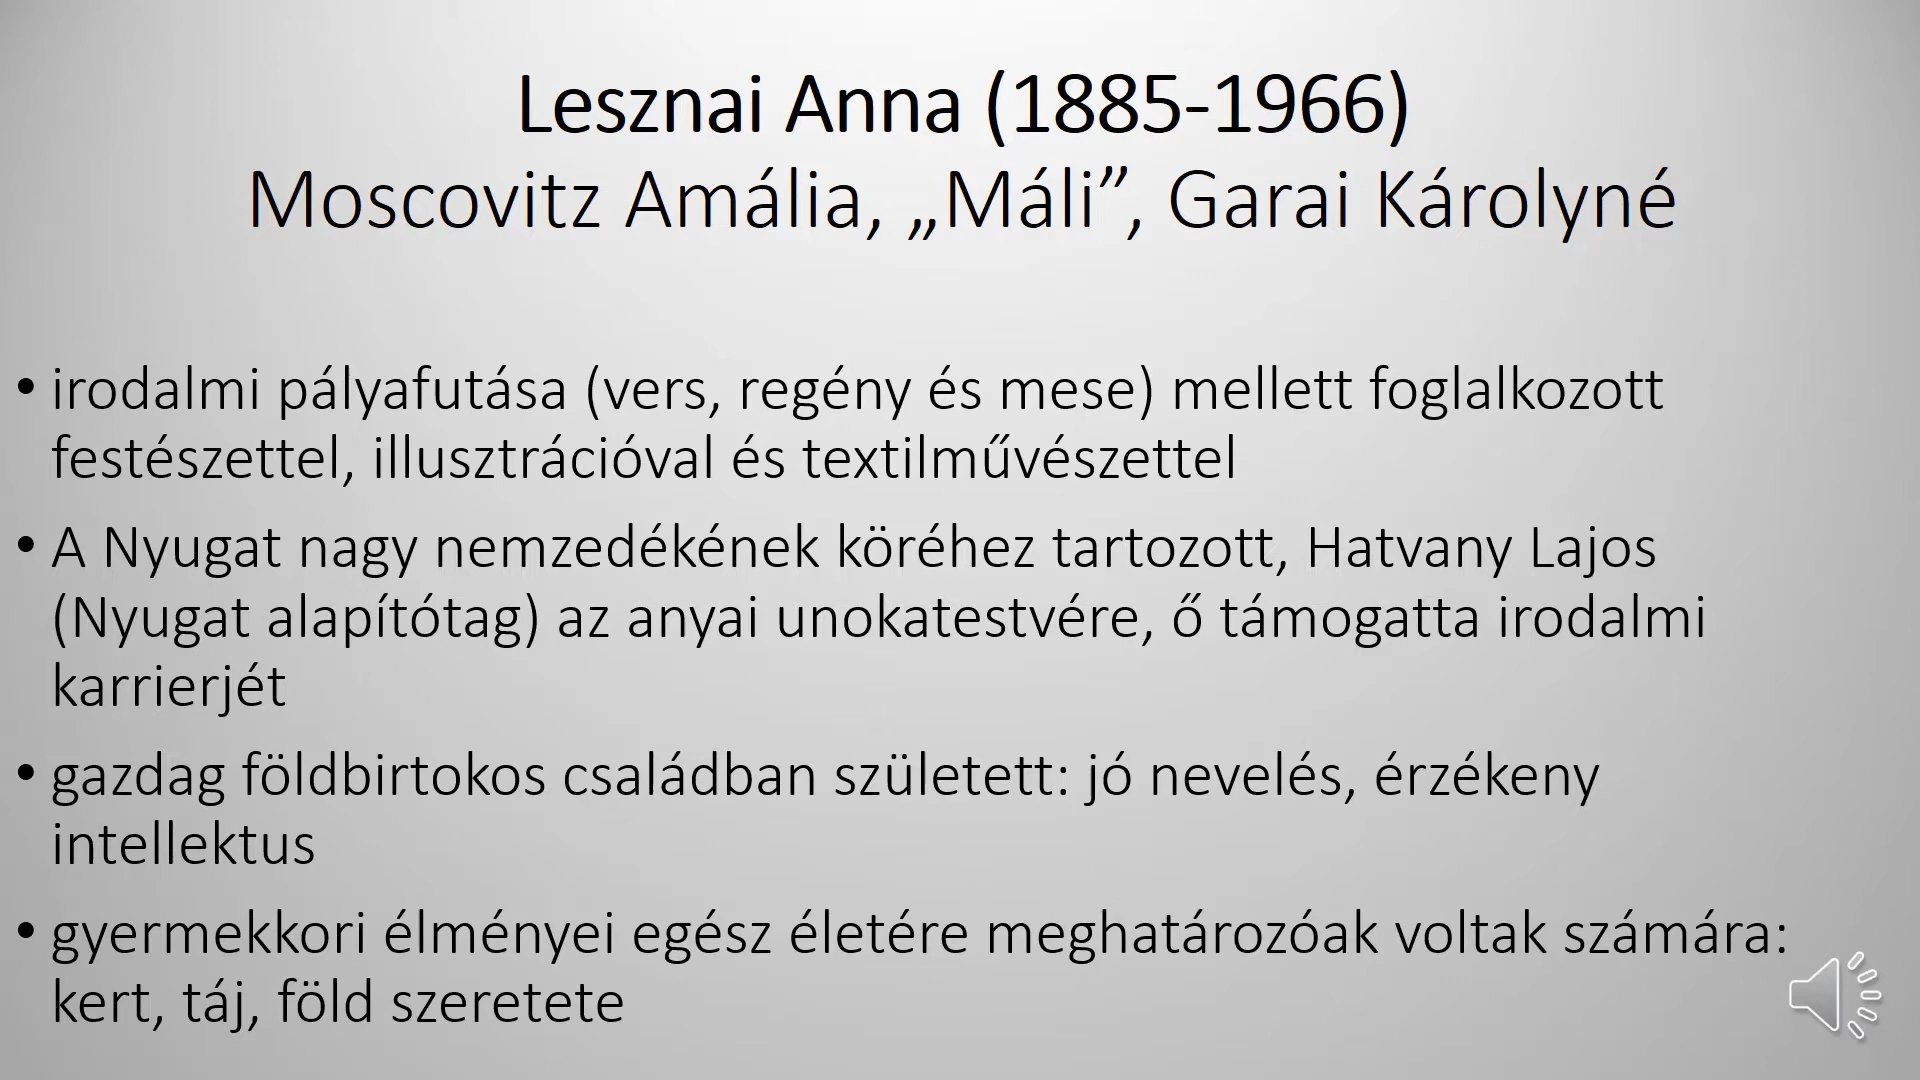 Lesznai Anna (1885-1966)
Moscovitz Amália, „Máli”, Garai Károlyné
• irodalmi pályafutása (vers, regény és mese) mellett foglalkozott
festészettel, illusztrációval és textilművészettel
• A Nyugat nagy nemzedékének köréhez tartozott, Hatvany Lajos
(Nyugat alapítótag) az anyai unokatestvére, ő támogatta irodalmi
karrierjét
• gazdag földbirtokos családban született: jó nevelés, érzékeny
intellektus
• gyermekkori élményei egész életére meghatározóak voltak számára:
kert, táj, föld szeretete